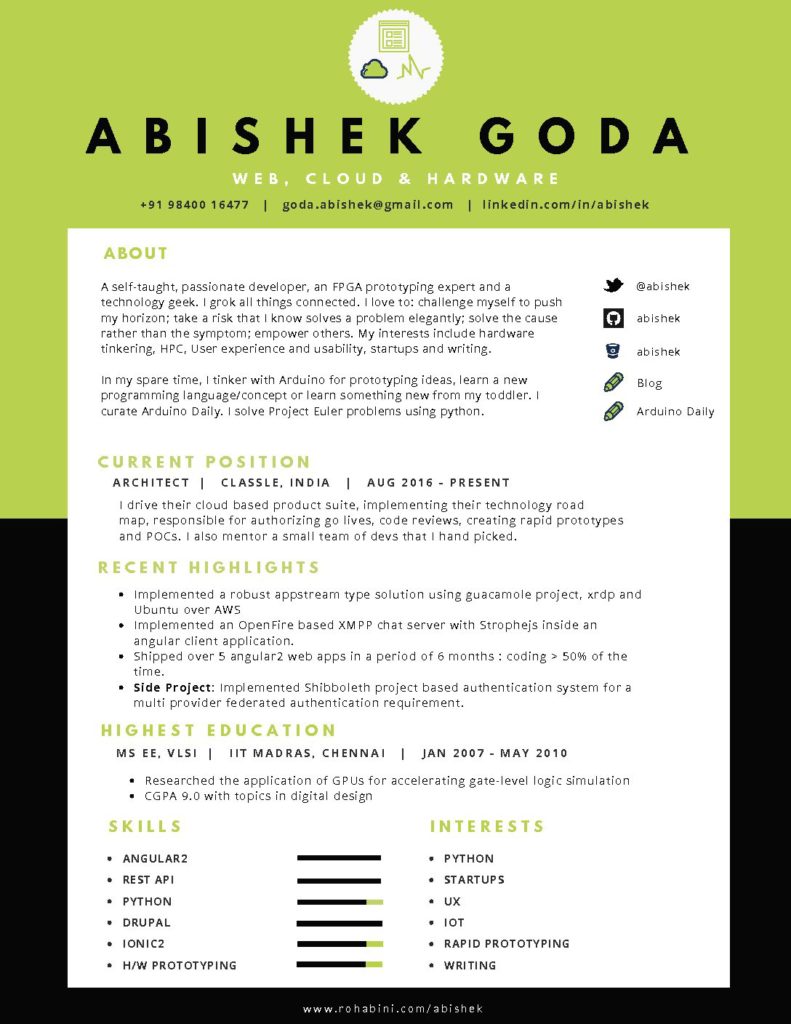 ABISHEK GODA
WEB, CLOUD & HARDWARE
+91 98400 16477 | goda.abishek@gmail.com | linkedin.com/in/abishek
ABOUT
A self-taught, passionate developer, an FPGA prototyping expert and a
technology geek. I grok all things connected. I love to: challenge myself to push
my horizon; take a risk that I know solves a problem elegantly; solve the cause
rather than the symptom; empower others. My interests include hardware
tinkering, HPC, User experience and usability, startups and writing.
In my spare time, I tinker with Arduino for prototyping ideas, learn a new
programming language/concept or learn something new from my toddler. I
curate Arduino Daily. I solve Project Euler problems using python.
@abishek
abishek
abishek
Blog
Arduino Daily
CURRENT POSITION
ARCHITECT | CLASSLE, INDIA | AUG 2016 - PRESENT
I drive their cloud based product suite, implementing their technology road
map, responsible for authorizing go lives, code reviews, creating rapid prototypes
and POCs. I also mentor a small team of devs that I hand picked.
RECENT HIGHLIGHTS
• Implemented a robust appstream type solution using guacamole project, xrdp and
Ubuntu over AWS
• Implemented an OpenFire based XMPP chat server with Strophejs inside an
angular client application.
• Shipped over 5 angular2 web apps in a period of 6 months : coding > 50% of the
time.
• Side Project: Implemented Shibboleth project based authentication system for a
multi provider federated authentication requirement.
HIGHEST EDUCATION
MS EE, VLSI | IIT MADRAS, CHENNAI | JAN 2007 - MAY 2010
• Researched the application of GPUs for accelerating gate-level logic simulation
• CGPA 9.0 with topics in digital design
SKILLS
• ANGULAR2
• REST API
• PYTHON
• DRUPAL
• IONIC2
• H/W PROTOTYPING
INTERESTS
• PYTHON
• STARTUPS
• UX
• IOT
• RAPID PROTOTYPING
• WRITING
www.rohabini.com/abishek